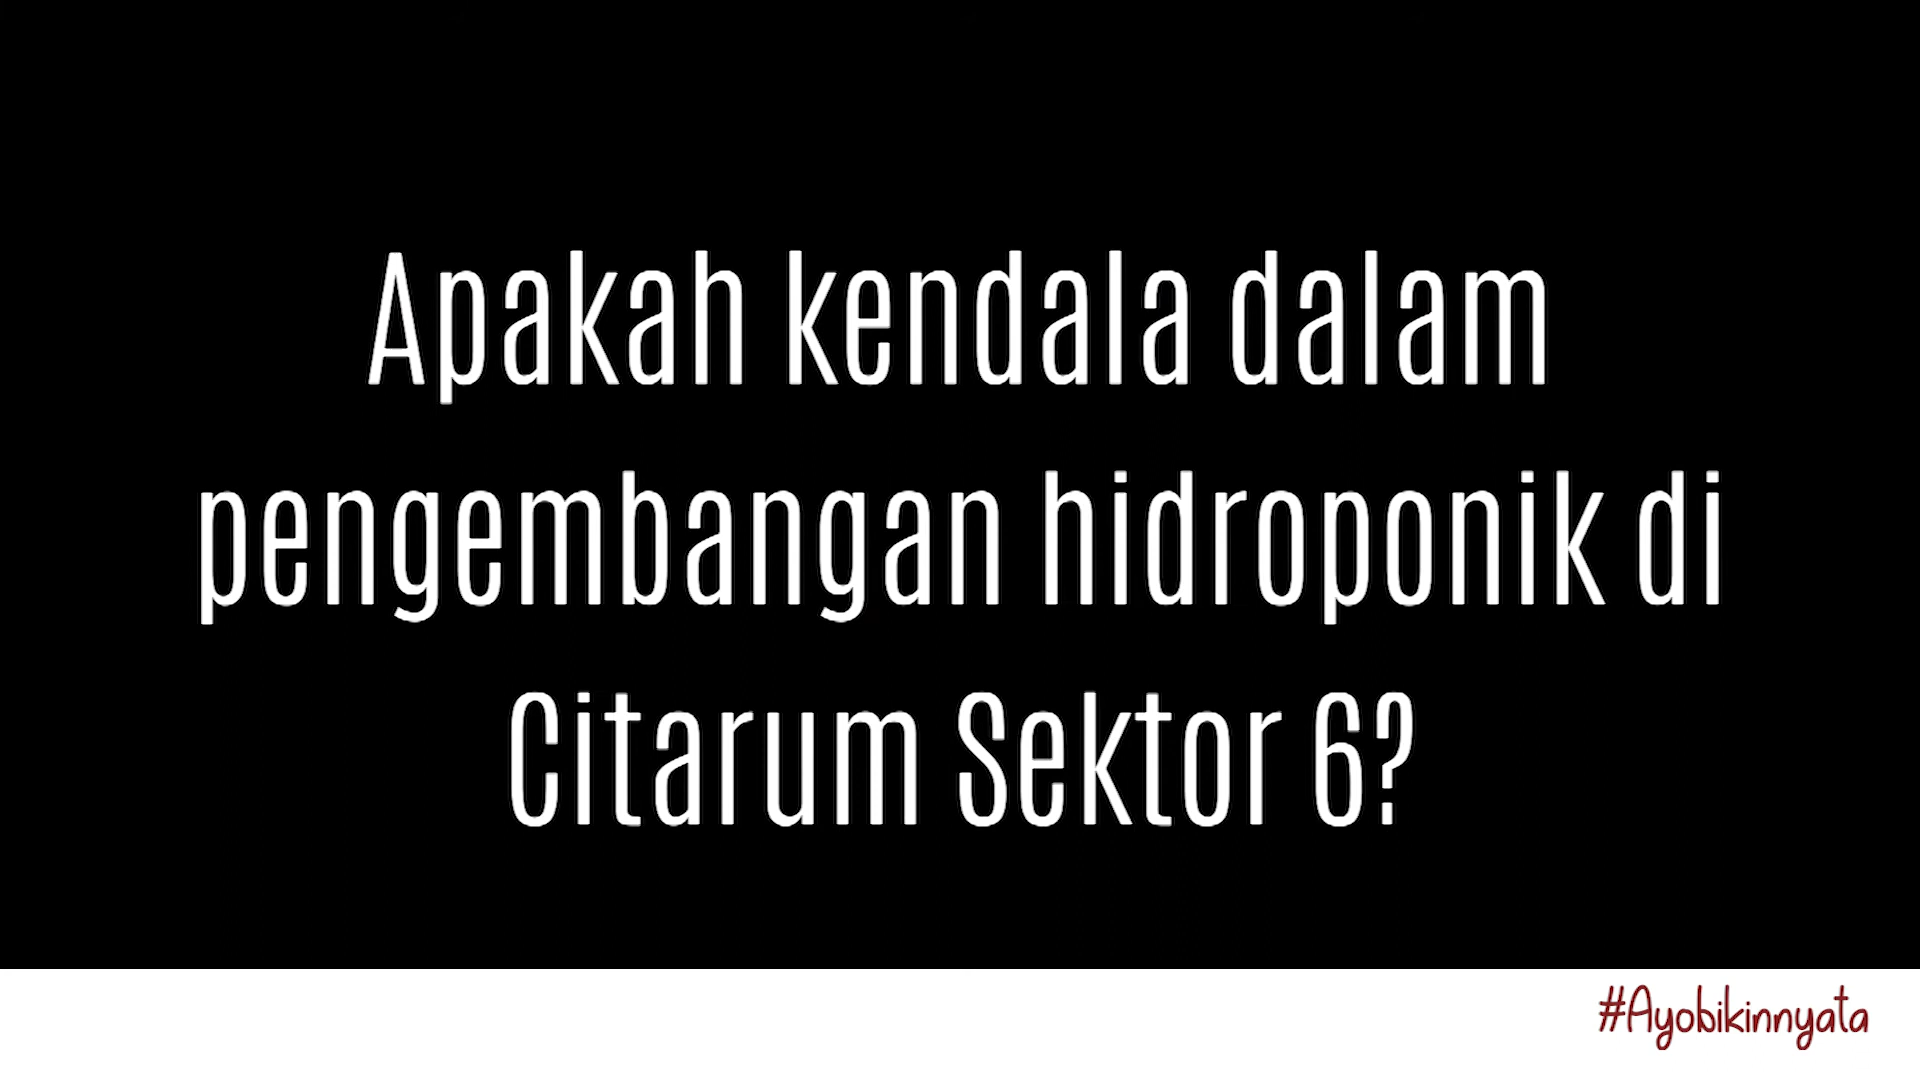 Apakah kendala dalam
pengembangan hidroponik di
Citarum Sektor 6?
#Ayobikinnyata